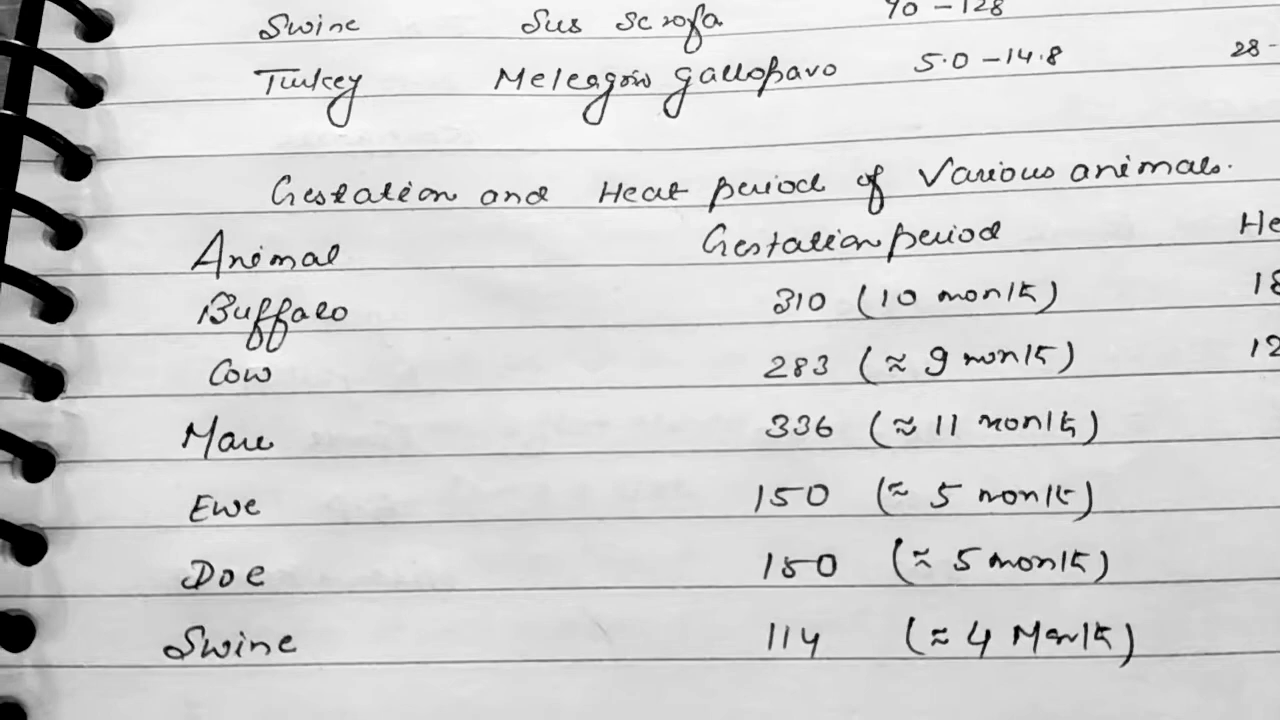 Swine Sus scrofa 90 - 128
Turkey Meleagris gallopavo 5.0 - 14.8 28 -
Gestation and Heat period of Various animals.
Animal Gestation period He
Buffalo 310 (10 month) 18
Cow 283 (≈ 9 month) 12
Mare 336 (≈ 11 month)
Ewe 150 (≈ 5 month)
Doe 150 (≈ 5 month)
Swine 114 (≈ 4 Month)